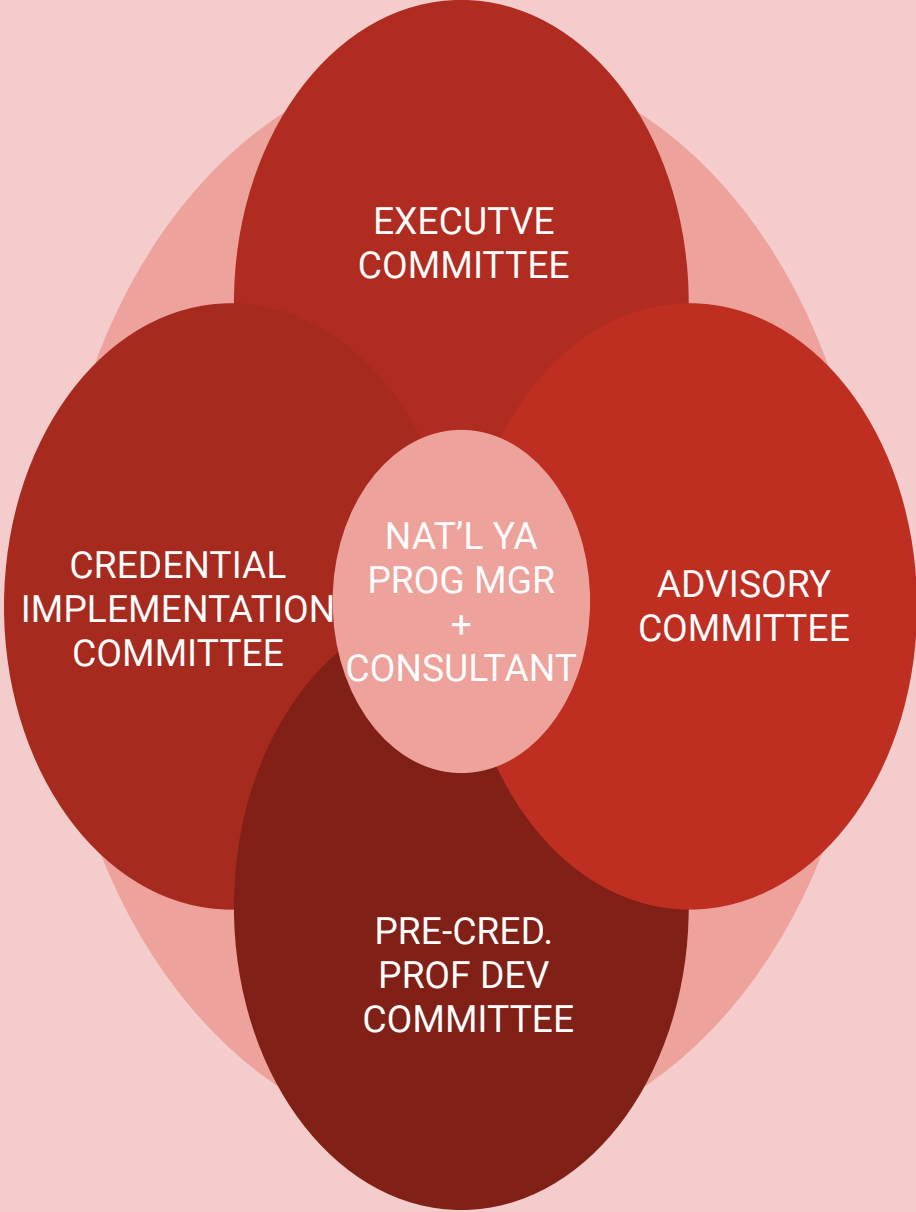 EXECUTVE
COMMITTEE
CREDENTIAL
IMPLEMENTATION
COMMITTEE
NAT’L YA
PROG MGR
+
CONSULTANT
ADVISORY
COMMITTEE
PRE-CRED.
PROF DEV
COMMITTEE